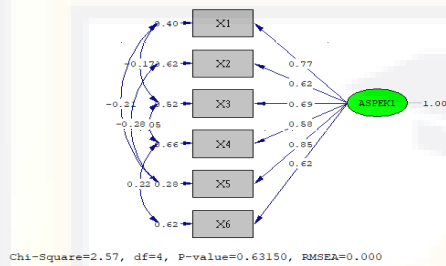 0.40 X1
-0.17 0.62 X2 0.77
0.62
-0.21 0.52 X3 0.69 ASPEK1 1.00
-0.28 05 0.58
0.66 X4 0.85
0.22 0.28 X5 0.62
0.62 X6
Chi-Square=2.57, df=4, P-value=0.63150, RMSEA=0.000